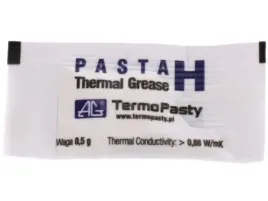 PASTA H
Thermal Grease
AG TermoPasty
www.termopasty.pl
Waga 0,5 g Thermal Conductivity: > 0,88 W/mK